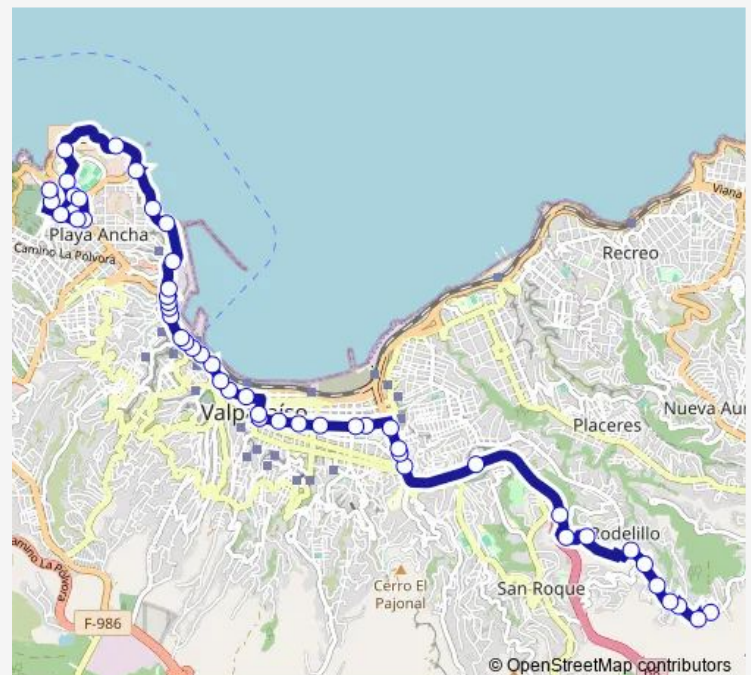 Viana
Playa Ancha
Camino La Pólvora
Recreo
Valparaíso
Nueva Aur
Placeres
Rodelillo
Camino La Pólvora
Cerro El
Pajonal
San Roque
F-986
© OpenStreetMap contributors